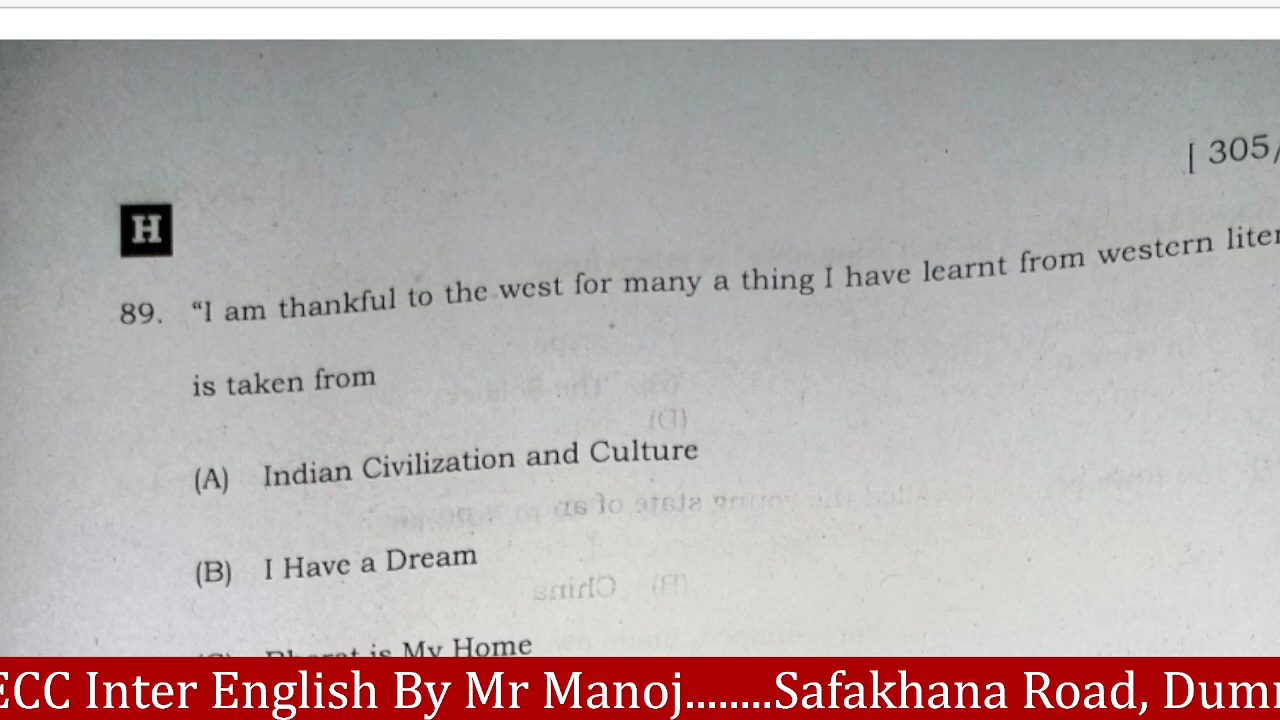 [ 305/
H
89. “I am thankful to the west for many a thing I have learnt from western liter
is taken from
(A) Indian Civilization and Culture
(B) I Have a Dream
is My Home
ECC Inter English By Mr Manoj........Safakhana Road, Dum